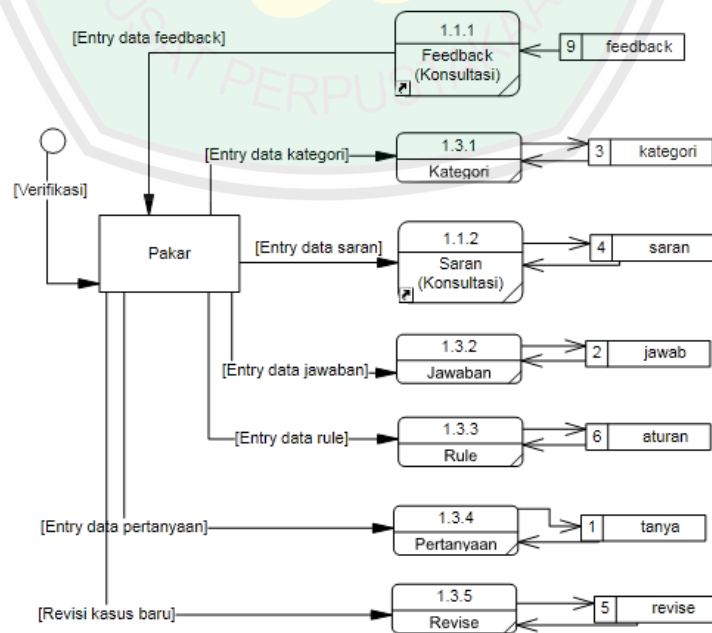 1.1.1
[Entry data feedback]
Feedback
(Konsultasi)
9 feedback
PUSAT PERPUSTAKAAN
1.3.1
[Entry data kategori]
Kategori
3 kategori
[Verifikasi]
Pakar
1.1.2
[Entry data saran]
Saran
(Konsultasi)
4 saran
1.3.2
[Entry data jawaban]
Jawaban
2 jawab
1.3.3
[Entry data rule]
Rule
6 aturan
1.3.4
[Entry data pertanyaan]
Pertanyaan
1 tanya
1.3.5
[Revisi kasus baru]
Revise
5 revise